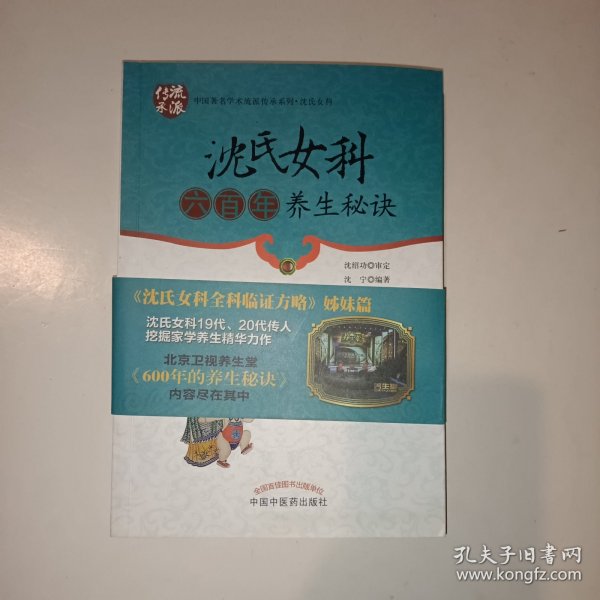 流派
传承
中国著名学术流派传承系列·沈氏女科
沈氏女科
六百年养生秘诀
沈绍功◎审定
沈 宁◎编著
《沈氏女科全科临证方略》姊妹篇
沈氏女科19代、20代传人
挖掘家学养生精华力作
北京卫视养生堂
《600年的养生秘诀》
内容尽在其中
养生堂
全国百佳图书出版单位
中国中医药出版社
孔夫子旧书网
www.kongfz.com